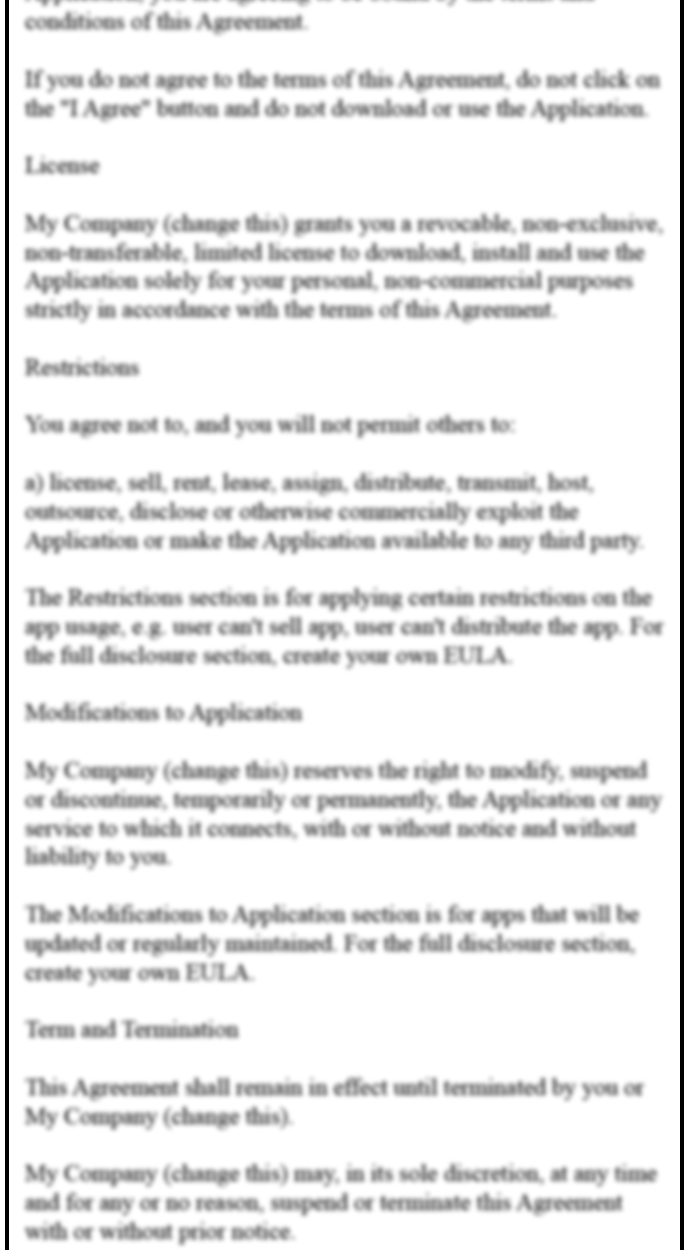 conditions of this Agreement.
If you do not agree to the terms of this Agreement, do not click on
the "I Agree" button and do not download or use the Application.
License
My Company (change this) grants you a revocable, non-exclusive,
non-transferable, limited license to download, install and use the
Application solely for your personal, non-commercial purposes
strictly in accordance with the terms of this Agreement.
Restrictions
You agree not to, and you will not permit others to:
a) license, sell, rent, lease, assign, distribute, transmit, host,
outsource, disclose or otherwise commercially exploit the
Application or make the Application available to any third party.
The Restrictions section is for applying certain restrictions on the
app usage, e.g. user can't sell app, user can't distribute the app. For
the full disclosure section, create your own EULA.
Modifications to Application
My Company (change this) reserves the right to modify, suspend
or discontinue, temporarily or permanently, the Application or any
service to which it connects, with or without notice and without
liability to you.
The Modifications to Application section is for apps that will be
updated or regularly maintained. For the full disclosure section,
create your own EULA.
Term and Termination
This Agreement shall remain in effect until terminated by you or
My Company (change this).
My Company (change this) may, in its sole discretion, at any time
and for any or no reason, suspend or terminate this Agreement
with or without prior notice.